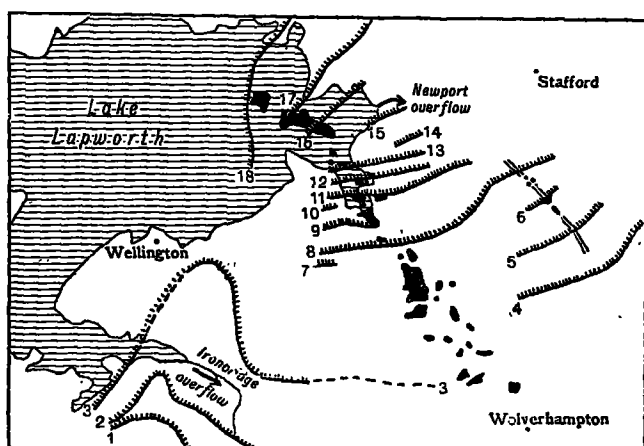 Stafford
Newport
overflow
Lake
Lapworth
17
15
14
16
13
18
12
11
10
9
8
7
6
5
4
Wellington
Ironbridge
overflow
3
3
2
1
Wolverhampton